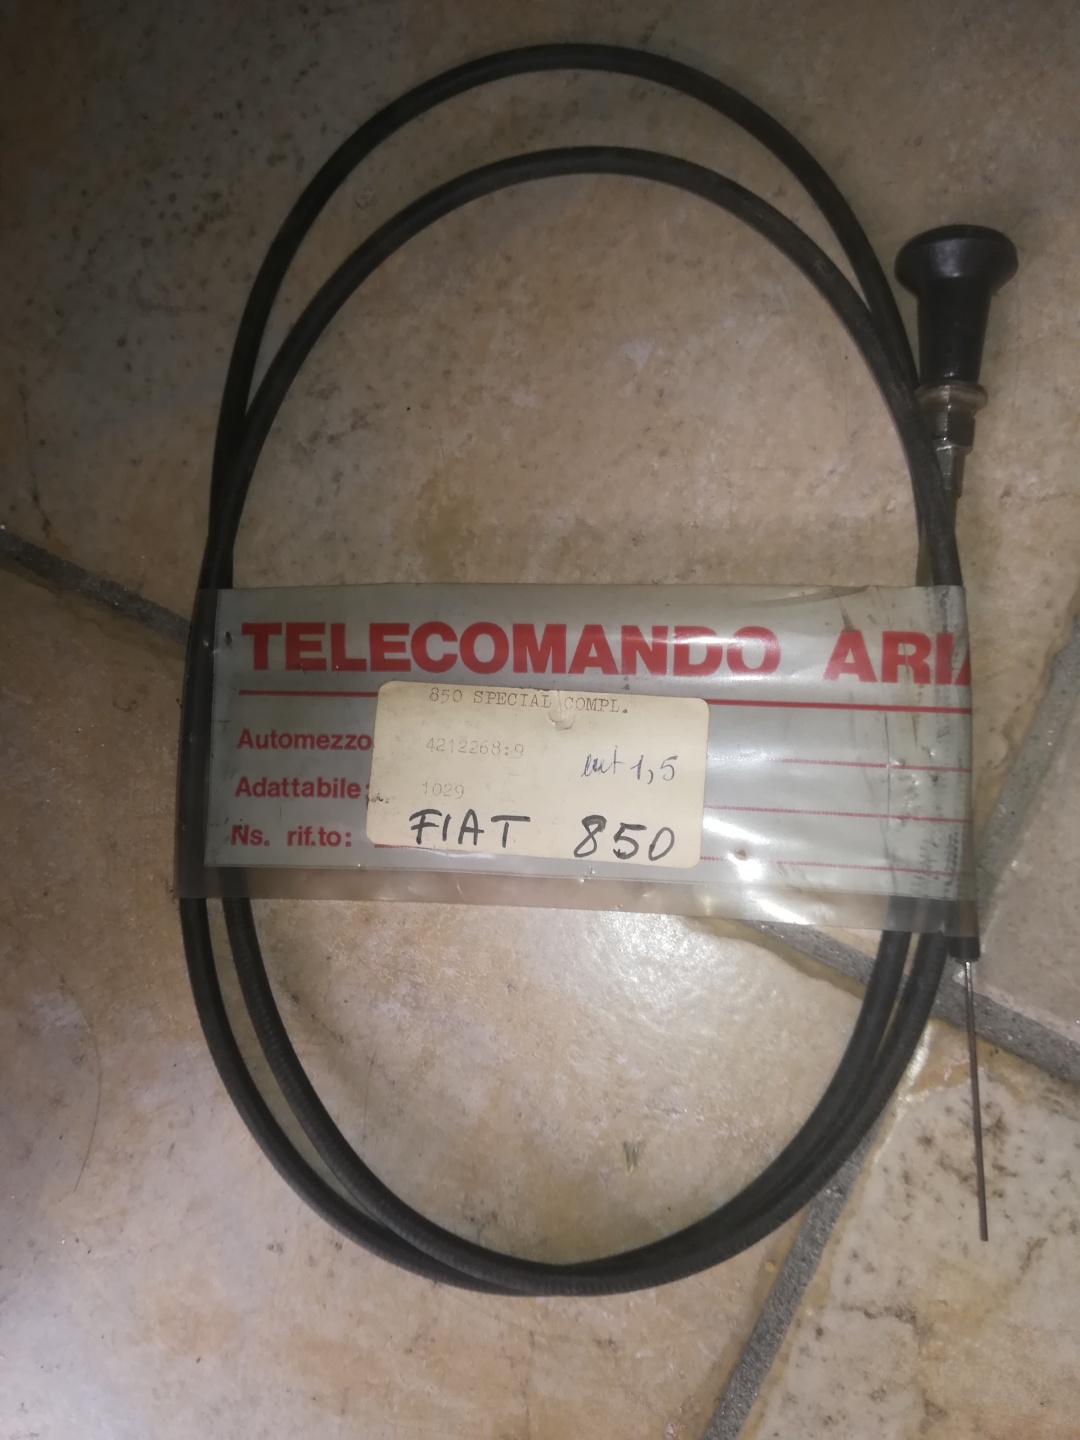 TELECOMANDO ARIA
850 SPECIAL COMPL.
Automezzo
4212268:9
mt 1,5
Adattabile:
1029
Ns. rif.to:
FIAT 850